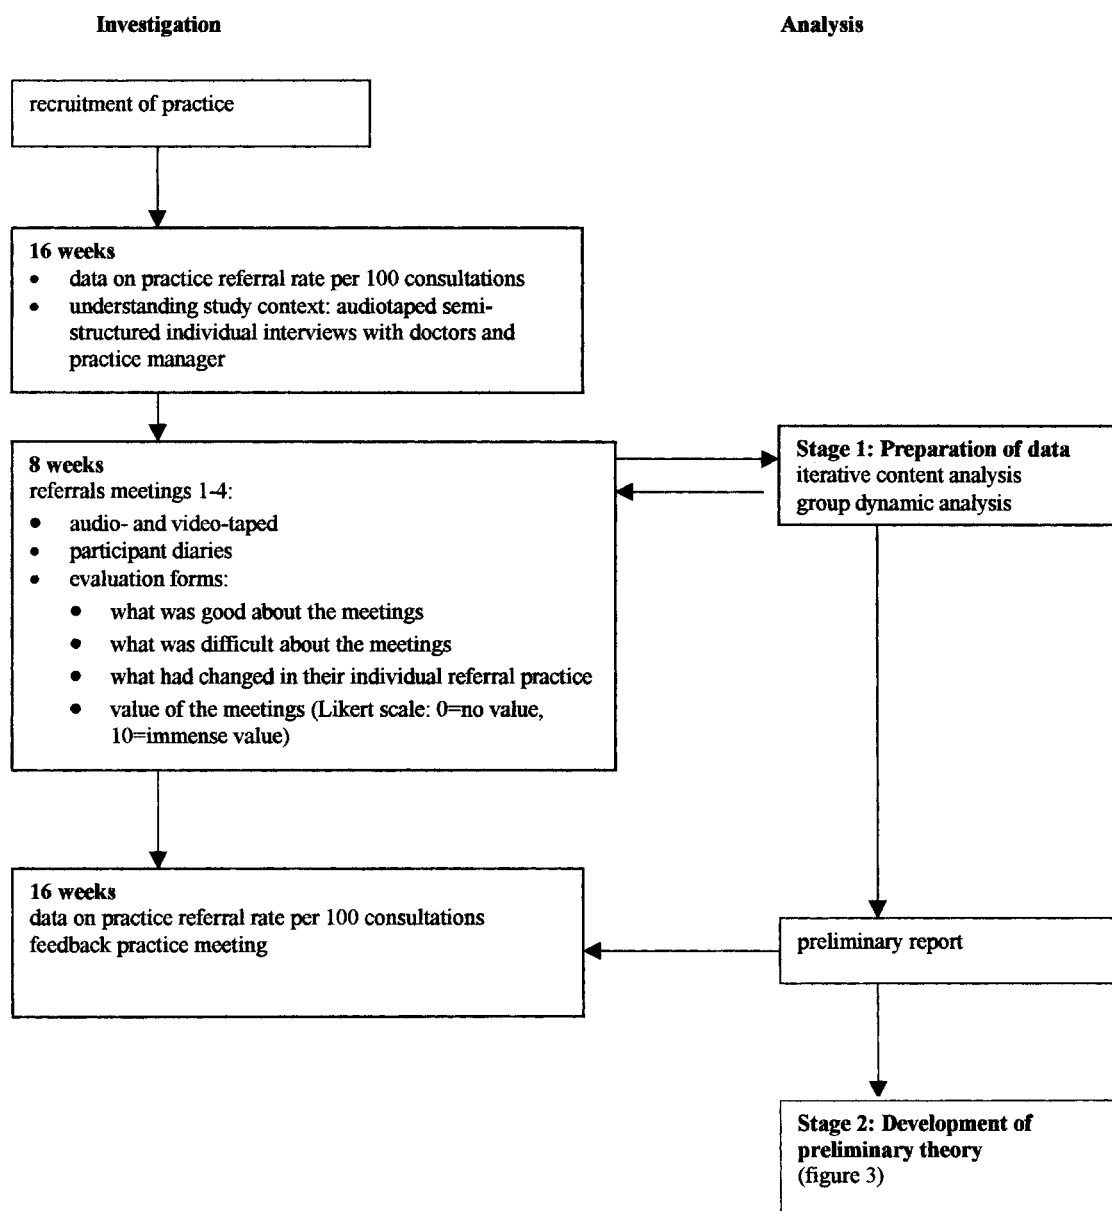 Investigation
Analysis
recruitment of practice
16 weeks
• data on practice referral rate per 100 consultations
• understanding study context: audiotaped semi-
structured individual interviews with doctors and
practice manager
8 weeks
referrals meetings 1-4:
• audio- and video-taped
• participant diaries
• evaluation forms:
• what was good about the meetings
• what was difficult about the meetings
• what had changed in their individual referral practice
• value of the meetings (Likert scale: 0=no value,
10=immense value)
Stage 1: Preparation of data
iterative content analysis
group dynamic analysis
16 weeks
data on practice referral rate per 100 consultations
feedback practice meeting
preliminary report
Stage 2: Development of
preliminary theory
(figure 3)